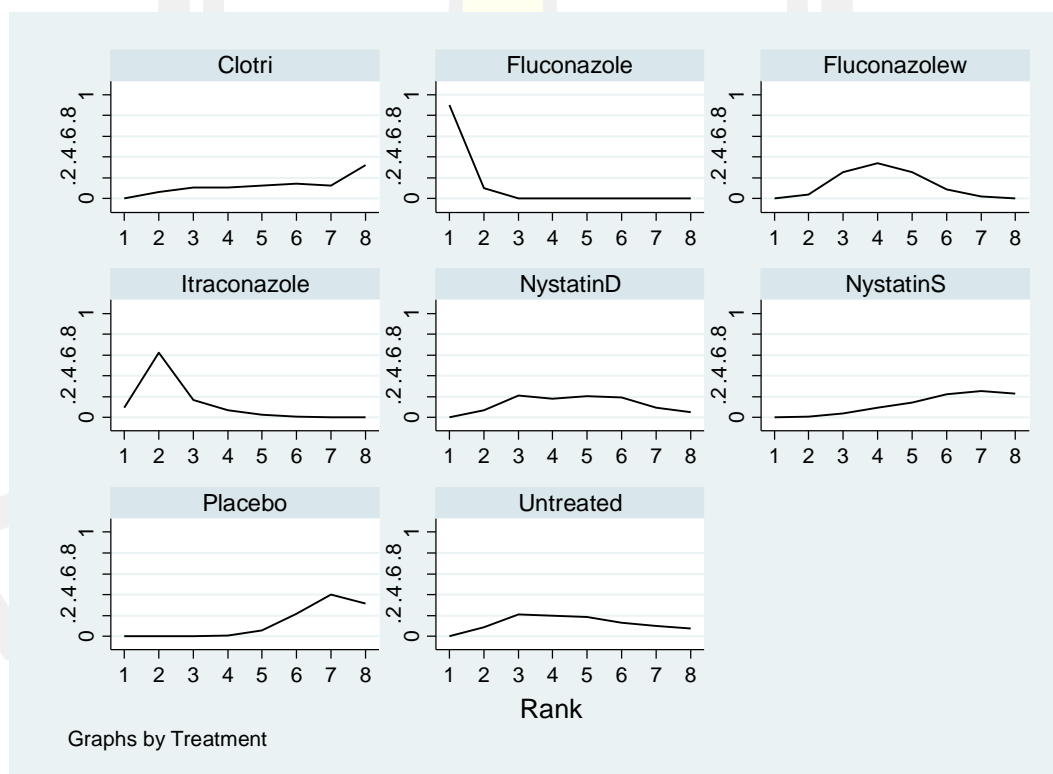 Clotri
Fluconazole
Fluconazolew
0 .2 .4 .6 .8 1
0 .2 .4 .6 .8 1
0 .2 .4 .6 .8 1
1 2 3 4 5 6 7 8
1 2 3 4 5 6 7 8
1 2 3 4 5 6 7 8
Itraconazole
NystatinD
NystatinS
0 .2 .4 .6 .8 1
0 .2 .4 .6 .8 1
0 .2 .4 .6 .8 1
1 2 3 4 5 6 7 8
1 2 3 4 5 6 7 8
1 2 3 4 5 6 7 8
Placebo
Untreated
0 .2 .4 .6 .8 1
0 .2 .4 .6 .8 1
1 2 3 4 5 6 7 8
1 2 3 4 5 6 7 8
Rank
Graphs by Treatment